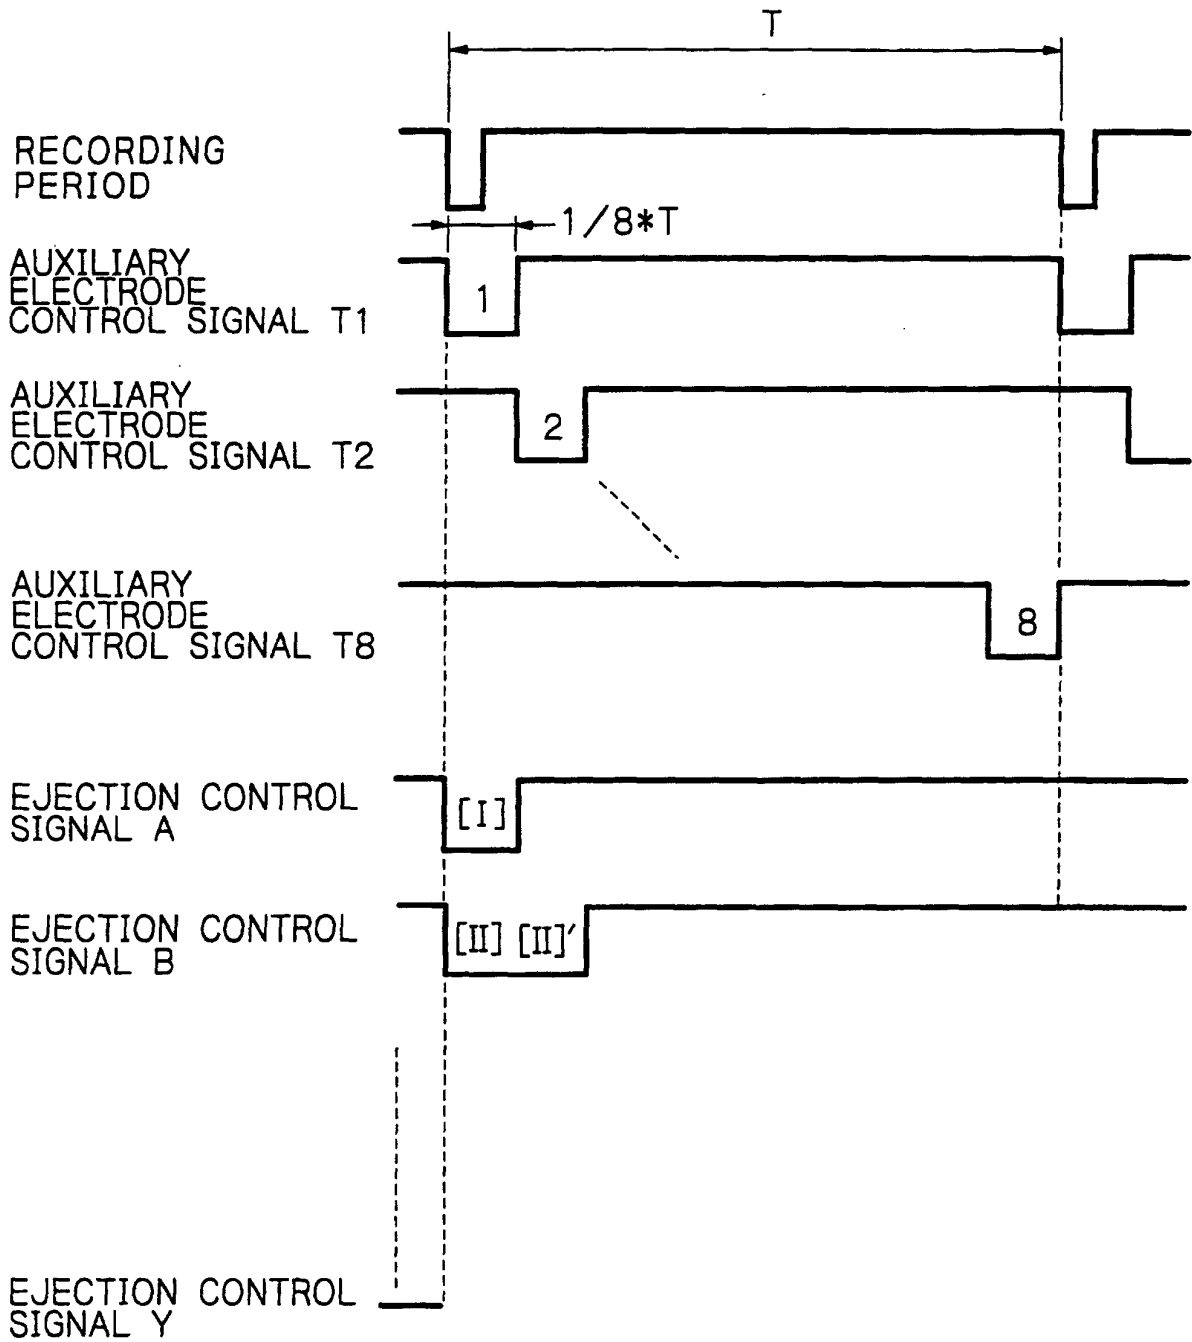 T
RECORDING
PERIOD
1/8*T
AUXILIARY
ELECTRODE
CONTROL SIGNAL T1
1
AUXILIARY
ELECTRODE
CONTROL SIGNAL T2
2
AUXILIARY
ELECTRODE
CONTROL SIGNAL T8
8
EJECTION CONTROL
SIGNAL A
[I]
EJECTION CONTROL
SIGNAL B
[II] [II]′
EJECTION CONTROL
SIGNAL Y